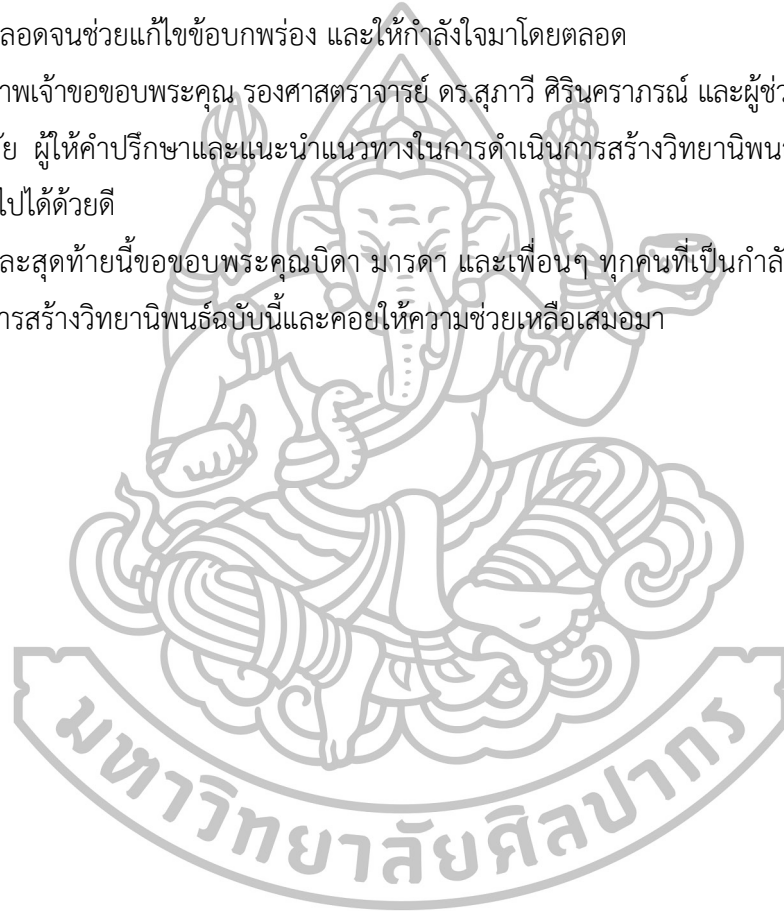 ลอดจนช่วยแก้ไขข้อบกพร่อง และให้กำลังใจมาโดยตลอด
าพเจ้าขอขอบพระคุณ รองศาสตราจารย์ ดร.สุภาวี ศิรินคราภรณ์ และผู้ช่ว
ัย ผู้ให้คำปรึกษาและแนะนำแนวทางในการดำเนินการสร้างวิทยานิพน
ไปได้ด้วยดี
ละสุดท้ายนี้ขอขอบพระคุณบิดา มารดา และเพื่อนๆ ทุกคนที่เป็นกำลั
ารสร้างวิทยานิพนธ์ฉบับนี้และคอยให้ความช่วยเหลือเสมอมา
มหาวิทยาลัยศิลปากร